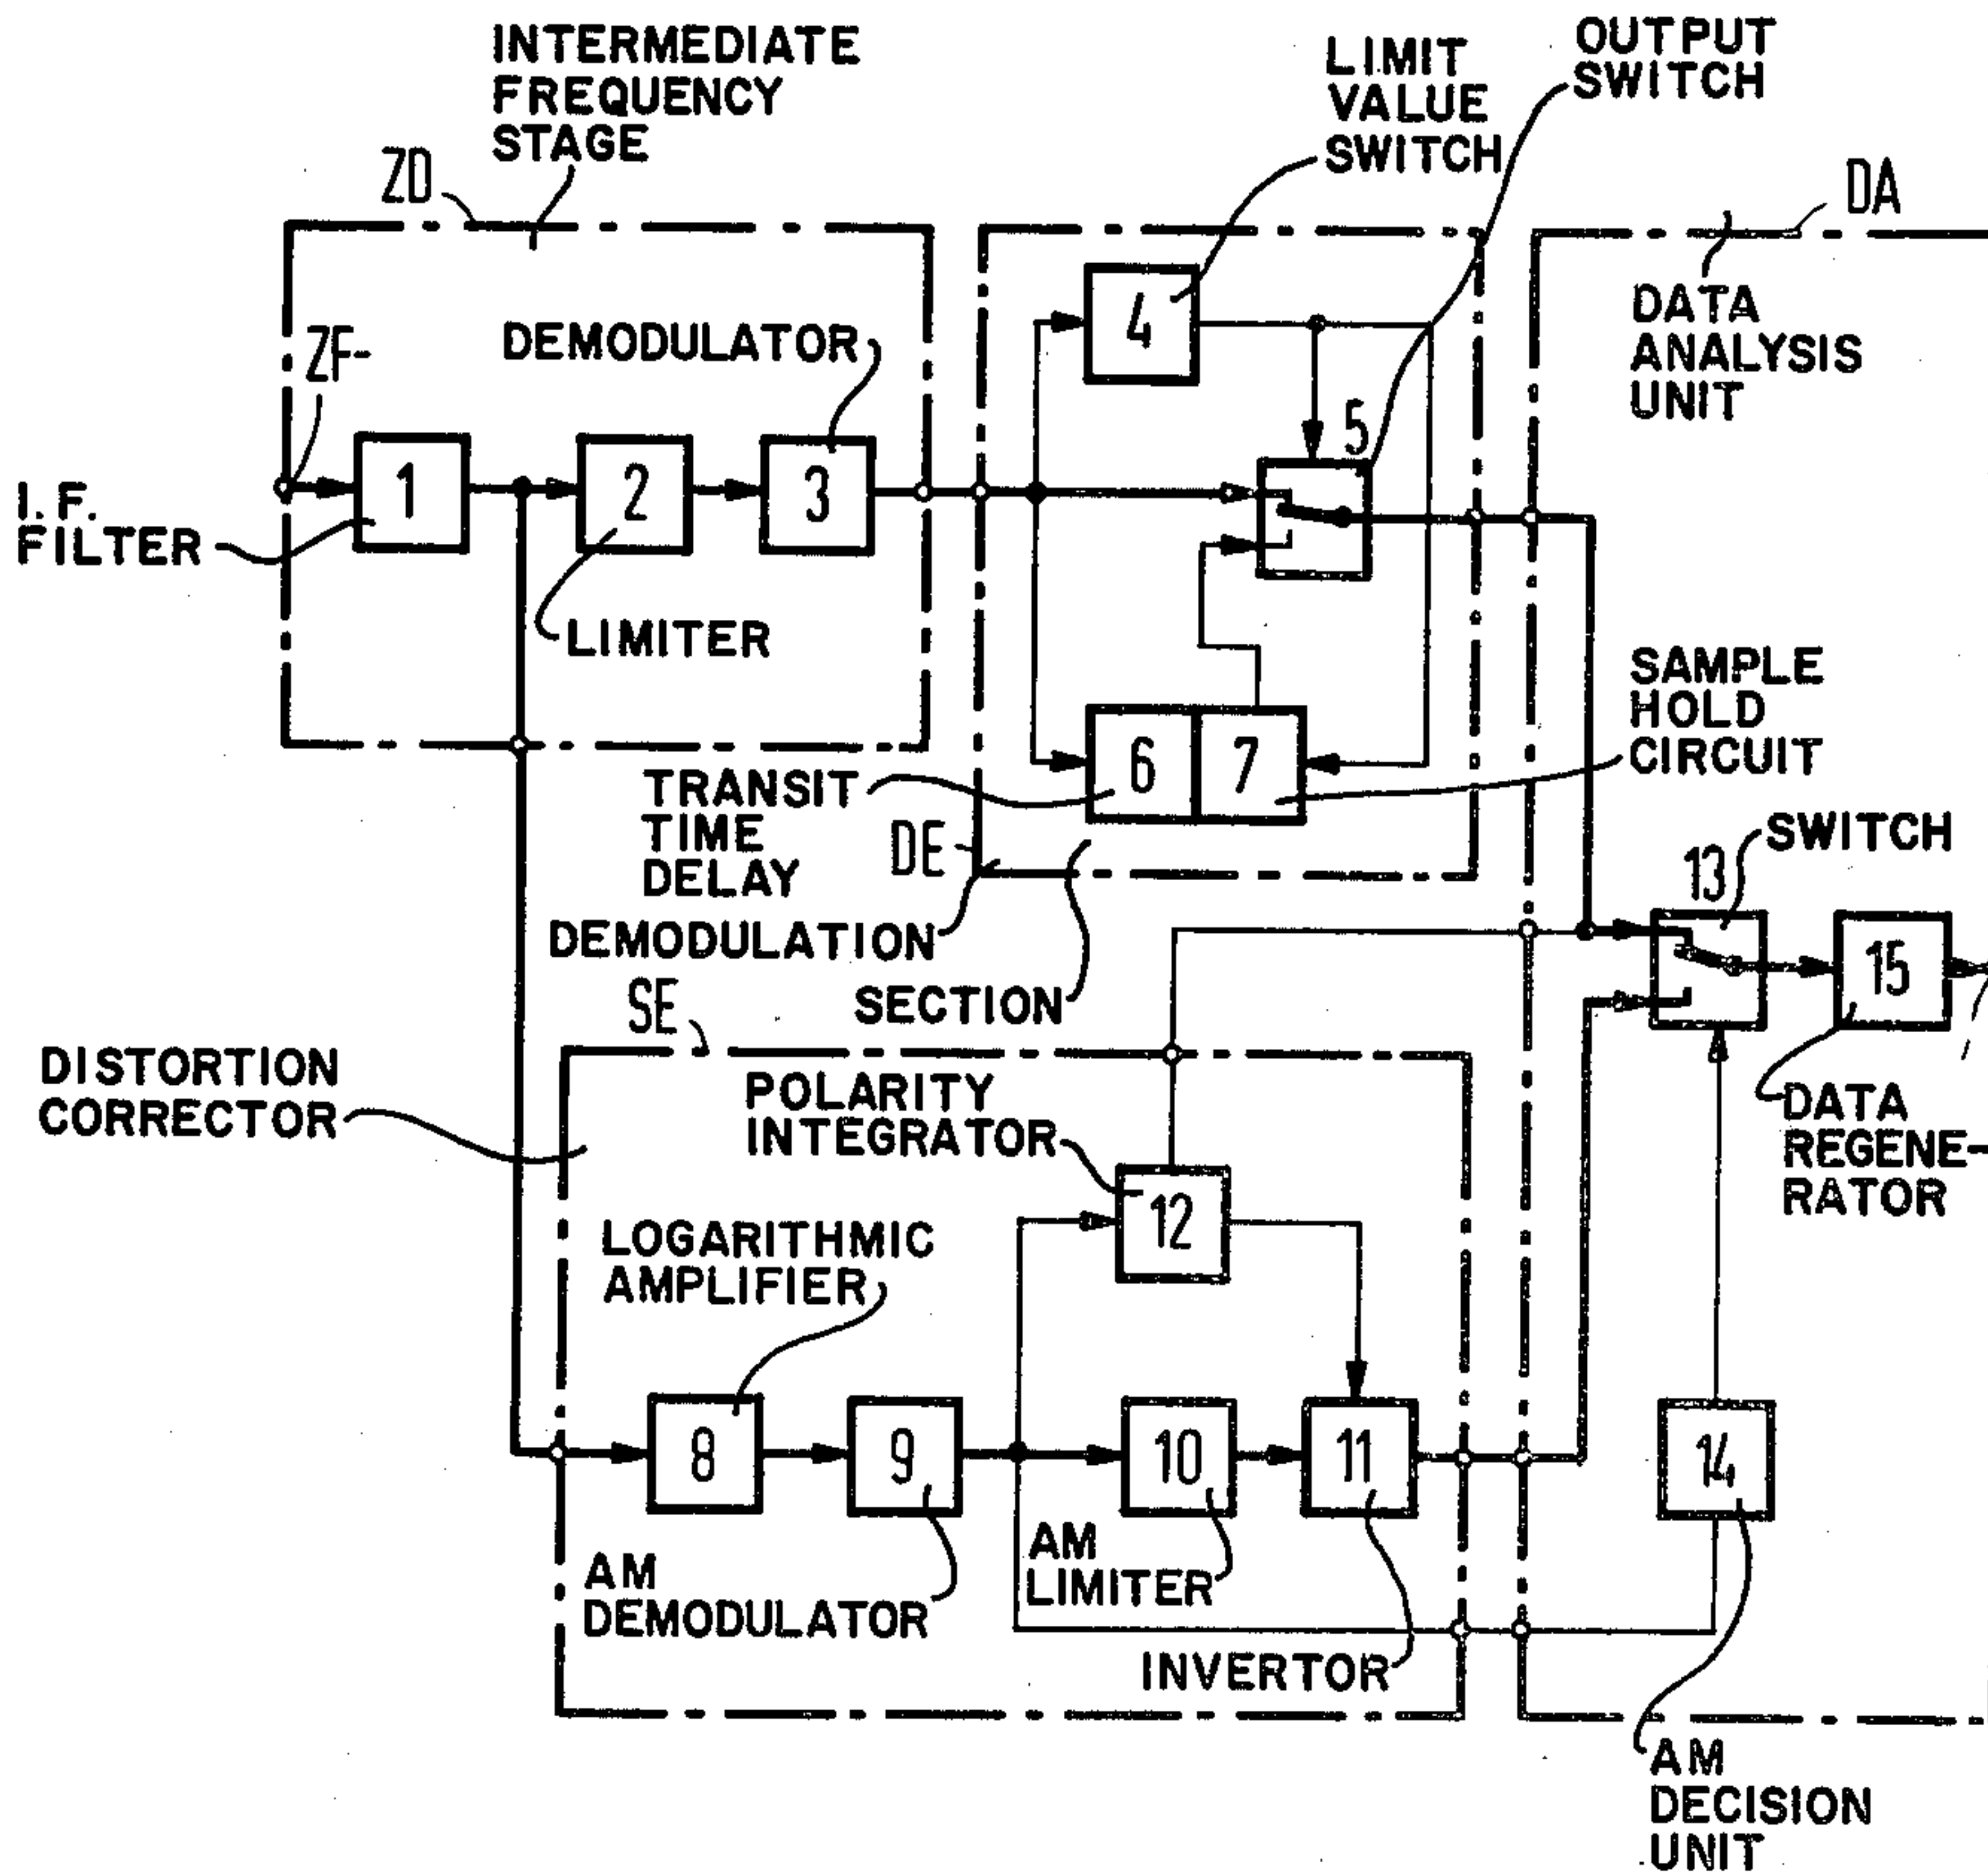 INTERMEDIATE
FREQUENCY
STAGE
LIMIT
VALUE
SWITCH
OUTPUT
SWITCH
ZD
DA
ZF-
DEMODULATOR
4
DATA
ANALYSIS
UNIT
I.F.
FILTER
1
2
3
5
LIMITER
SAMPLE
HOLD
CIRCUIT
6
7
TRANSIT
TIME
DELAY
DE
DEMODULATION
SECTION
13
SWITCH
15
SE
DISTORTION
CORRECTOR
POLARITY
INTEGRATOR
12
DATA
REGENE-
RATOR
LOGARITHMIC
AMPLIFIER
8
9
10
11
14
AM
DEMODULATOR
AM
LIMITER
INVERTOR
AM
DECISION
UNIT